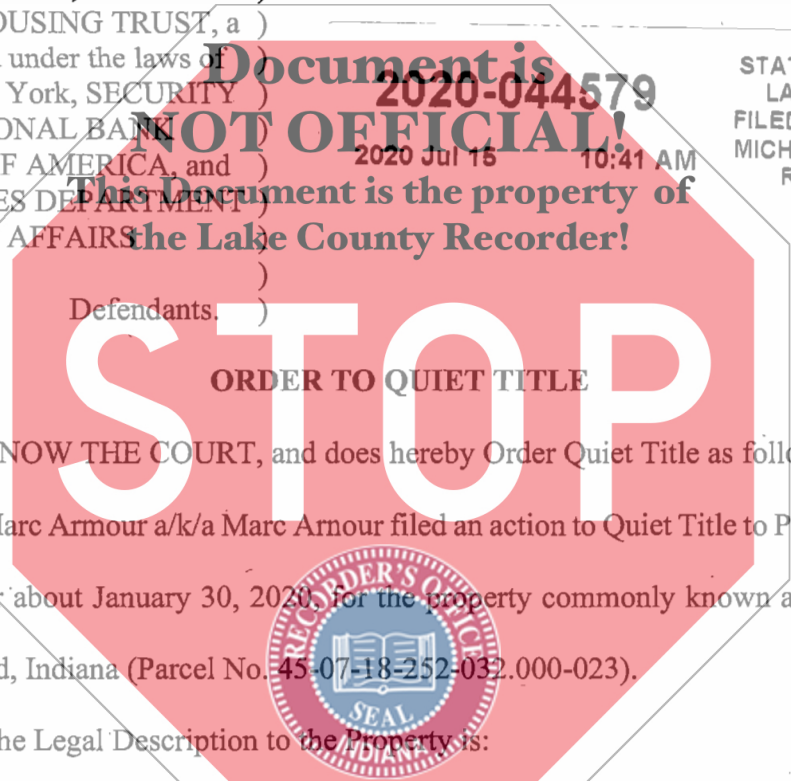 OUSING TRUST, a )
under the laws of )
York, SECURITY )
ONAL BANK )
F AMERICA, and )
ES DEPARTMENT )
AFFAIRS )
)
Defendants. )
2020-044579
2020 Jul 15 10:41 AM
STAT
LA
FILED
MICH
R
Document is
NOT OFFICIAL!
This Document is the property of
the Lake County Recorder!
STOP
ORDER TO QUIET TITLE
NOW THE COURT, and does hereby Order Quiet Title as follo
Marc Armour a/k/a Marc Arnour filed an action to Quiet Title to P
r about January 30, 2020, for the property commonly known a
d, Indiana (Parcel No. 45-07-18-252-032.000-023).
RECORDER'S OFFICE
SEAL
INDIANA
he Legal Description to the Property is: